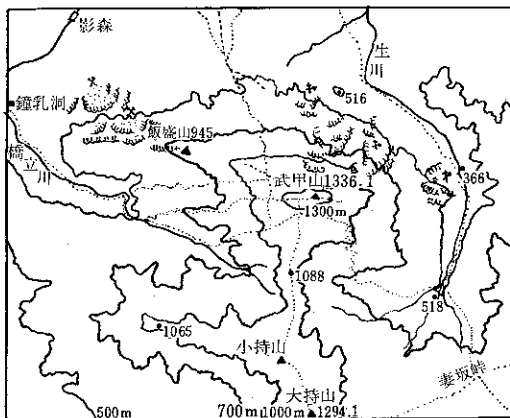 影森
生川
鐘乳洞
516
飯盛山945
橋立川
武甲山1336.1
366
1300m
1088
518
1065
小持山
妻坂峠
大持山
500m
700m
1000m
1294.1